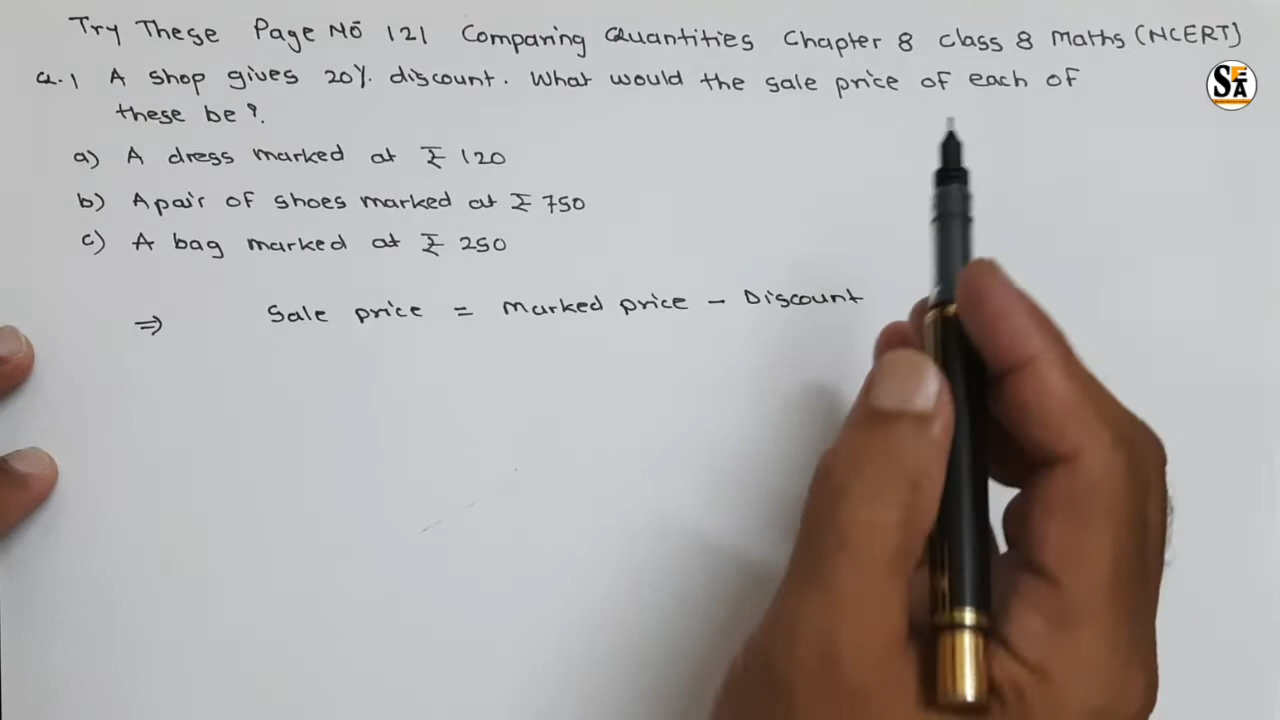 Try These Page No 121 Comparing Quantities Chapter 8 Class 8 Maths (NCERT)
Q.1 A shop gives 20% discount. What would the sale price of each of
these be?
a) A dress marked at ₹ 120
b) A pair of shoes marked at ₹ 750
c) A bag marked at ₹ 250
⇒ Sale price = Marked price - Discount
SEA